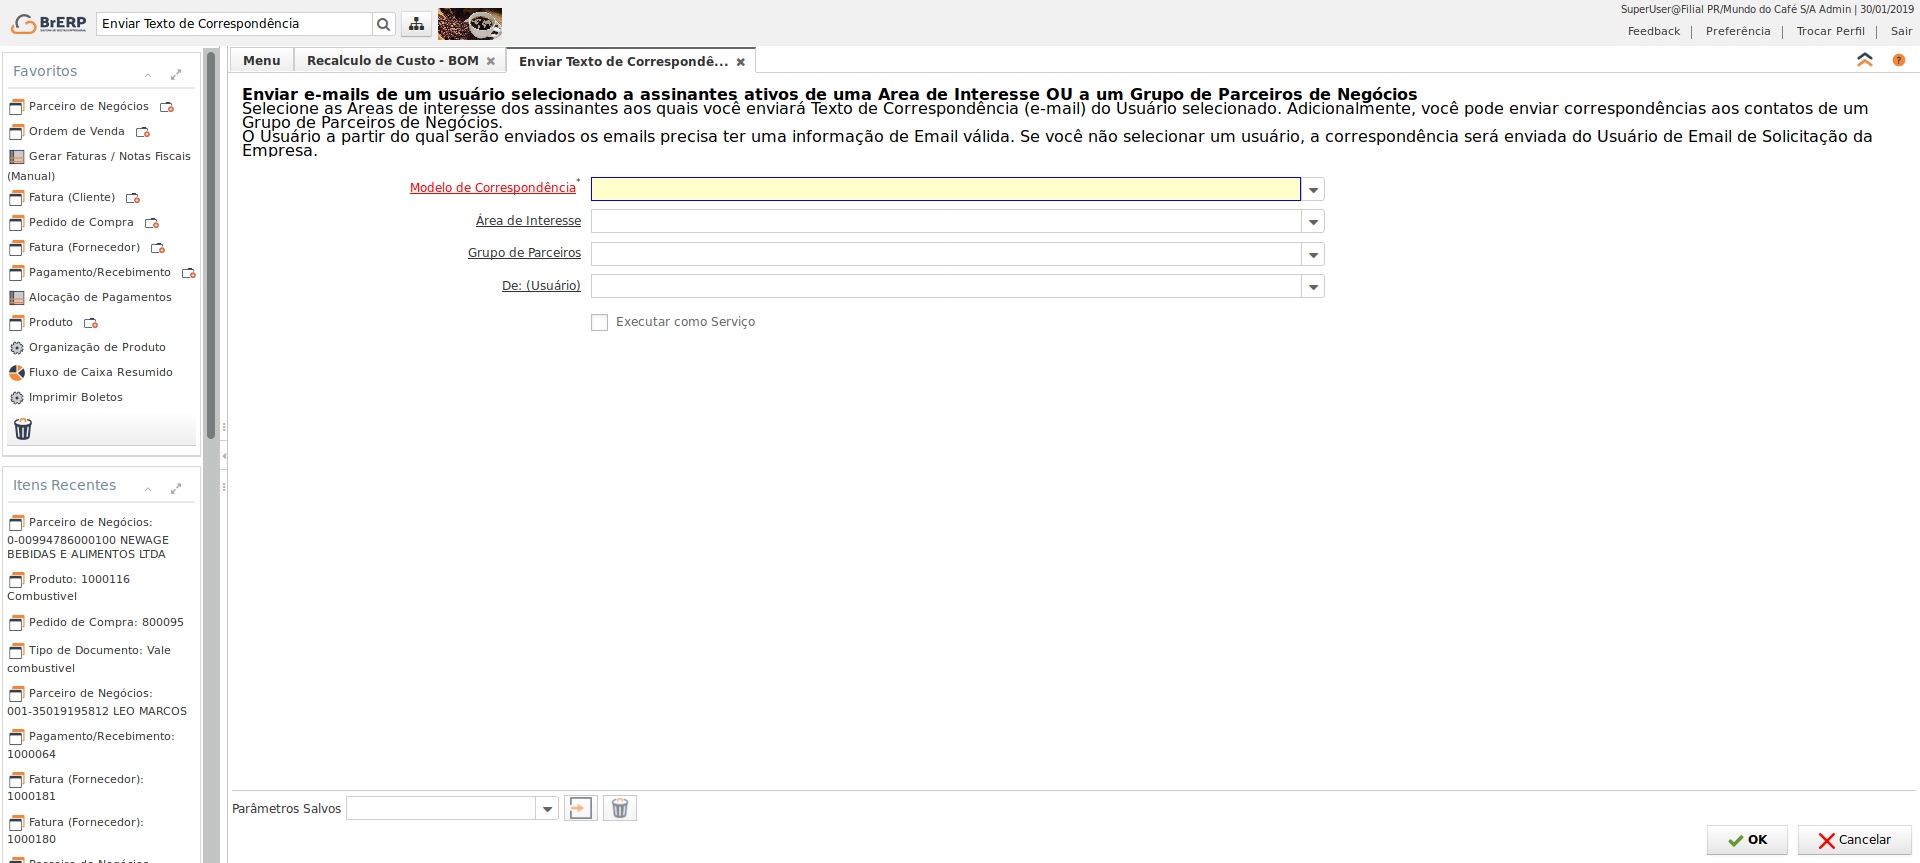 BrERP
Enviar Texto de Correspondência
SuperUser@Filial PR/Mundo do Café S/A Admin | 30/01/2019
Feedback | Preferência | Trocar Perfil | Sair
Favoritos
Parceiro de Negócios
Ordem de Venda
Gerar Faturas / Notas Fiscais
(Manual)
Fatura (Cliente)
Pedido de Compra
Fatura (Fornecedor)
Pagamento/Recebimento
Alocação de Pagamentos
Produto
Organização de Produto
Fluxo de Caixa Resumido
Imprimir Boletos
Itens Recentes
Parceiro de Negócios:
0-00994786000100 NEWAGE
BEBIDAS E ALIMENTOS LTDA
Produto: 1000116
Combustivel
Pedido de Compra: 800095
Tipo de Documento: Vale
combustivel
Parceiro de Negócios:
001-35019195812 LEO MARCOS
Pagamento/Recebimento:
1000064
Fatura (Fornecedor):
1000181
Fatura (Fornecedor):
1000180
Parceiro de Negócios
Menu
Recalculo de Custo - BOM
Enviar Texto de Correspondê...
Enviar e-mails de um usuário selecionado a assinantes ativos de uma Area de Interesse OU a um Grupo de Parceiros de Negócios
Selecione as Áreas de interesse dos assinantes aos quais você enviará Texto de Correspondência (e-mail) do Usuário selecionado. Adicionalmente, você pode enviar correspondências aos contatos de um
Grupo de Parceiros de Negócios.
O Usuário a partir do qual serão enviados os emails precisa ter uma informação de Email válida. Se você não selecionar um usuário, a correspondência será enviada do Usuário de Email de Solicitação da
Empresa.
Modelo de Correspondência*
Área de Interesse
Grupo de Parceiros
De: (Usuário)
Executar como Serviço
Parâmetros Salvos
OK
Cancelar